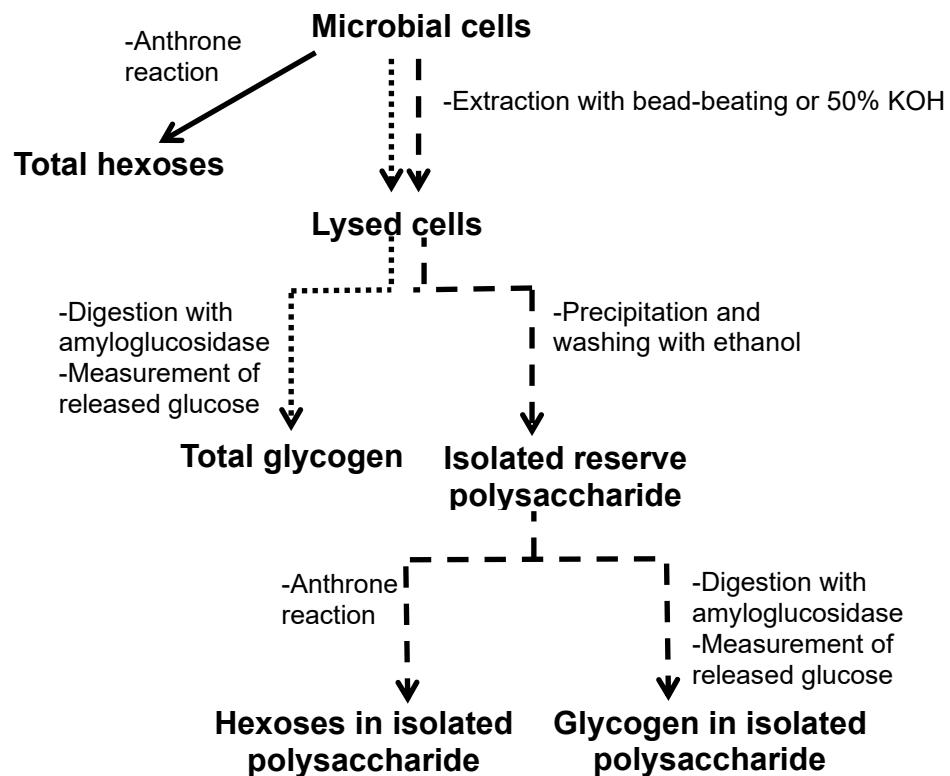 Microbial cells
-Anthrone
reaction
-Extraction with bead-beating or 50% KOH
Total hexoses
Lysed cells
-Digestion with
amyloglucosidase
-Measurement of
released glucose
-Precipitation and
washing with ethanol
Total glycogen
Isolated reserve
polysaccharide
-Anthrone
reaction
-Digestion with
amyloglucosidase
-Measurement of
released glucose
Hexoses in isolated
polysaccharide
Glycogen in isolated
polysaccharide